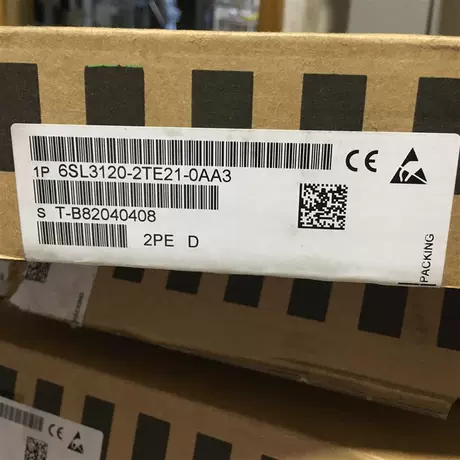 1P 6SL3120-2TE21-0AA3
S T-B82040408
2PE D
CE
PACKING